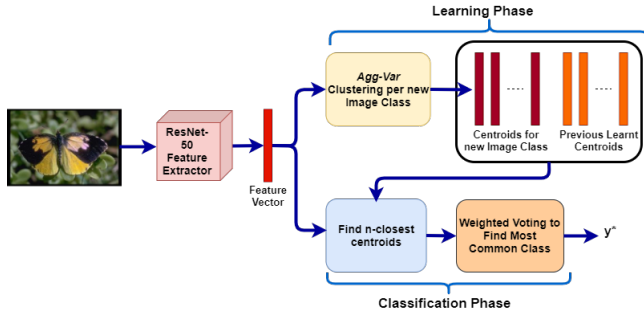 Learning Phase
Agg-Var
Clustering per new
Image Class
Centroids for
new Image Class
Previous Learnt
Centroids
ResNet-
50
Feature
Extractor
Feature
Vector
Find n-closest
centroids
Weighted Voting to
Find Most
Common Class
y*
Classification Phase